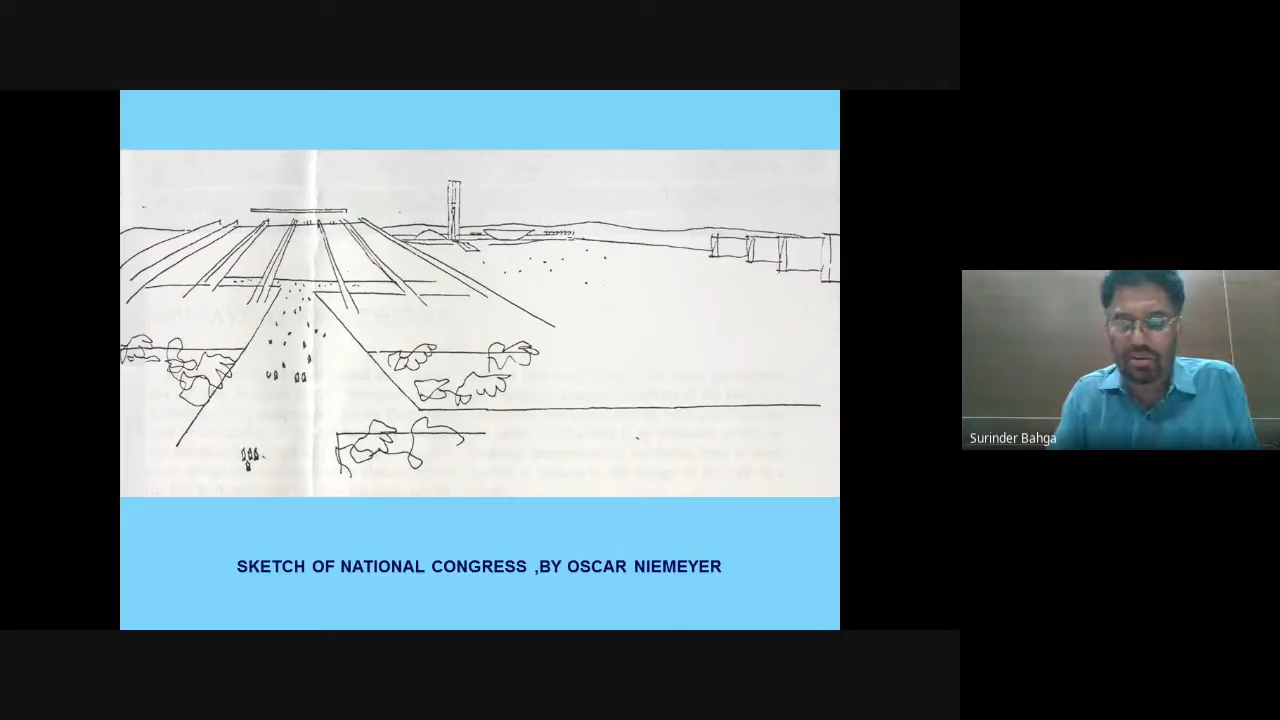 SKETCH OF NATIONAL CONGRESS ,BY OSCAR NIEMEYER
Surinder Bahga